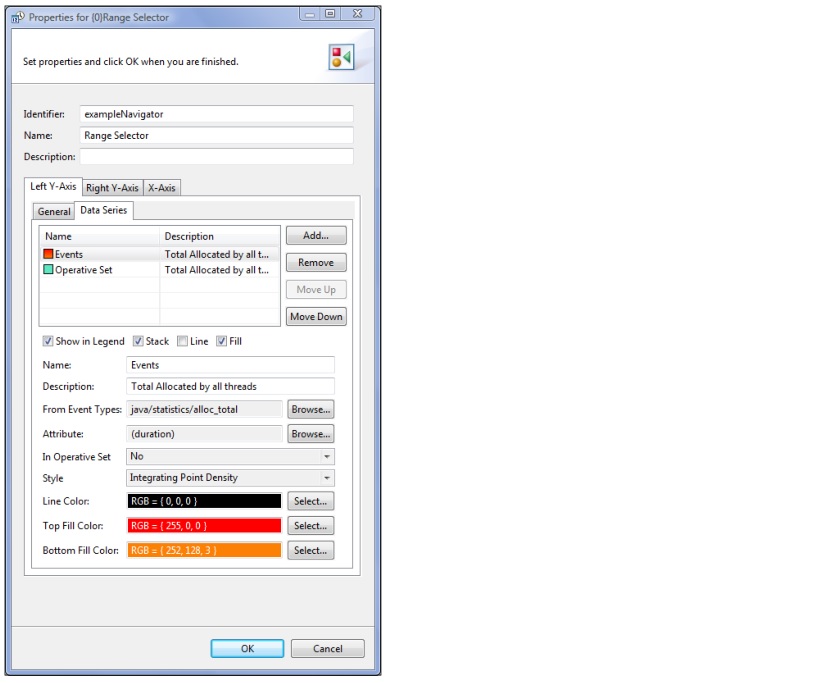 Properties for {0}Range Selector
Set properties and click OK when you are finished.
Identifier: exampleNavigator
Name: Range Selector
Description:
Left Y-Axis Right Y-Axis X-Axis
General Data Series
Name Description Add...
Events Total Allocated by all t...
Operative Set Total Allocated by all t...
Remove
Move Up
Move Down
Show in Legend Stack Line Fill
Name: Events
Description: Total Allocated by all threads
From Event Types: java/statistics/alloc_total Browse...
Attribute: (duration) Browse...
In Operative Set No
Style Integrating Point Density
Line Color: RGB = { 0, 0, 0 } Select...
Top Fill Color: RGB = { 255, 0, 0 } Select...
Bottom Fill Color: RGB = { 252, 128, 3 } Select...
OK Cancel